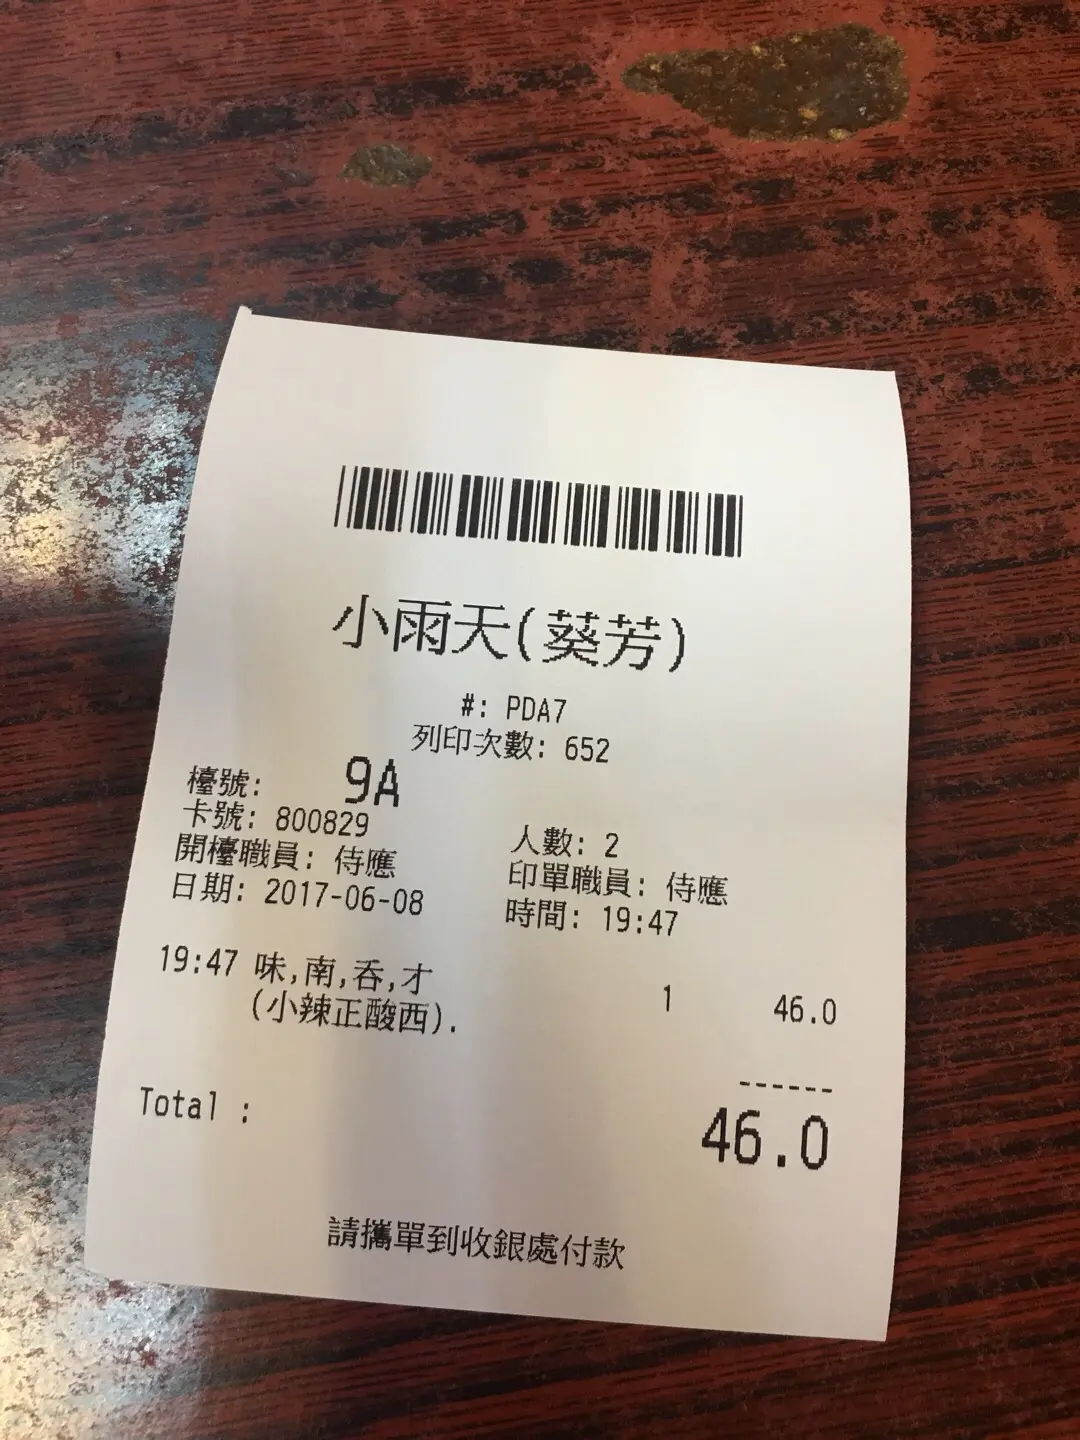 小雨天(葵芳)
#: PDA7
列印次數: 652
檯號: 9A
卡號: 800829 人數: 2
開檯職員: 侍應 印單職員: 侍應
日期: 2017-06-08 時間: 19:47
19:47 味,南,吞,才 1 46.0
(小辣正酸西).
------
Total : 46.0
請攜單到收銀處付款